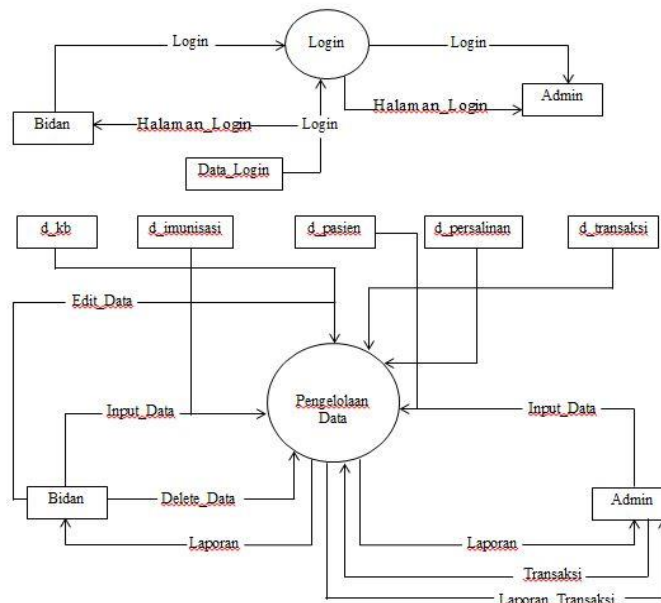 Login
Login
Login
Bidan
Halaman_Login
Login
Halaman_Login
Admin
Data_Login
d_kb
d_imunisasi
d_pasien
d_persalinan
d_transaksi
Edit_Data
Input_Data
Pengelolaan
Data
Input_Data
Bidan
Delete_Data
Admin
Laporan
Laporan
Transaksi
Laporan_Transaksi